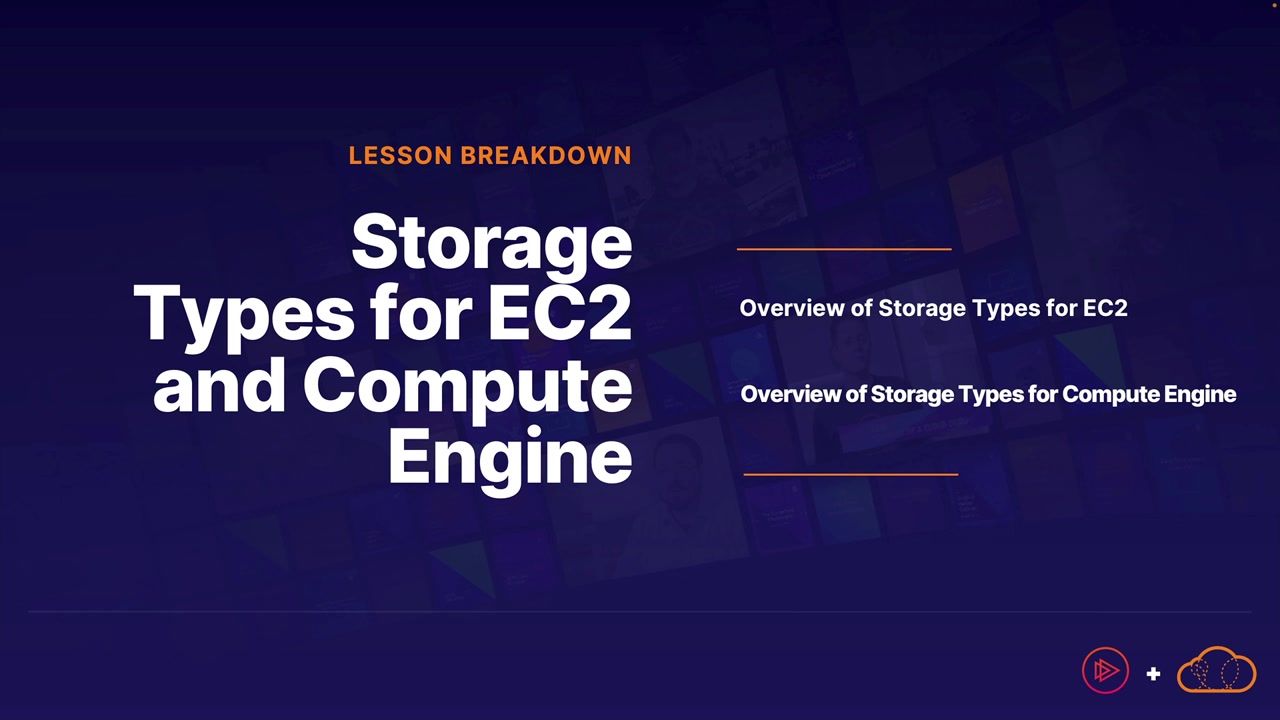 LESSON BREAKDOWN
Storage
Types for EC2
and Compute
Engine
Overview of Storage Types for EC2
Overview of Storage Types for Compute Engine
+